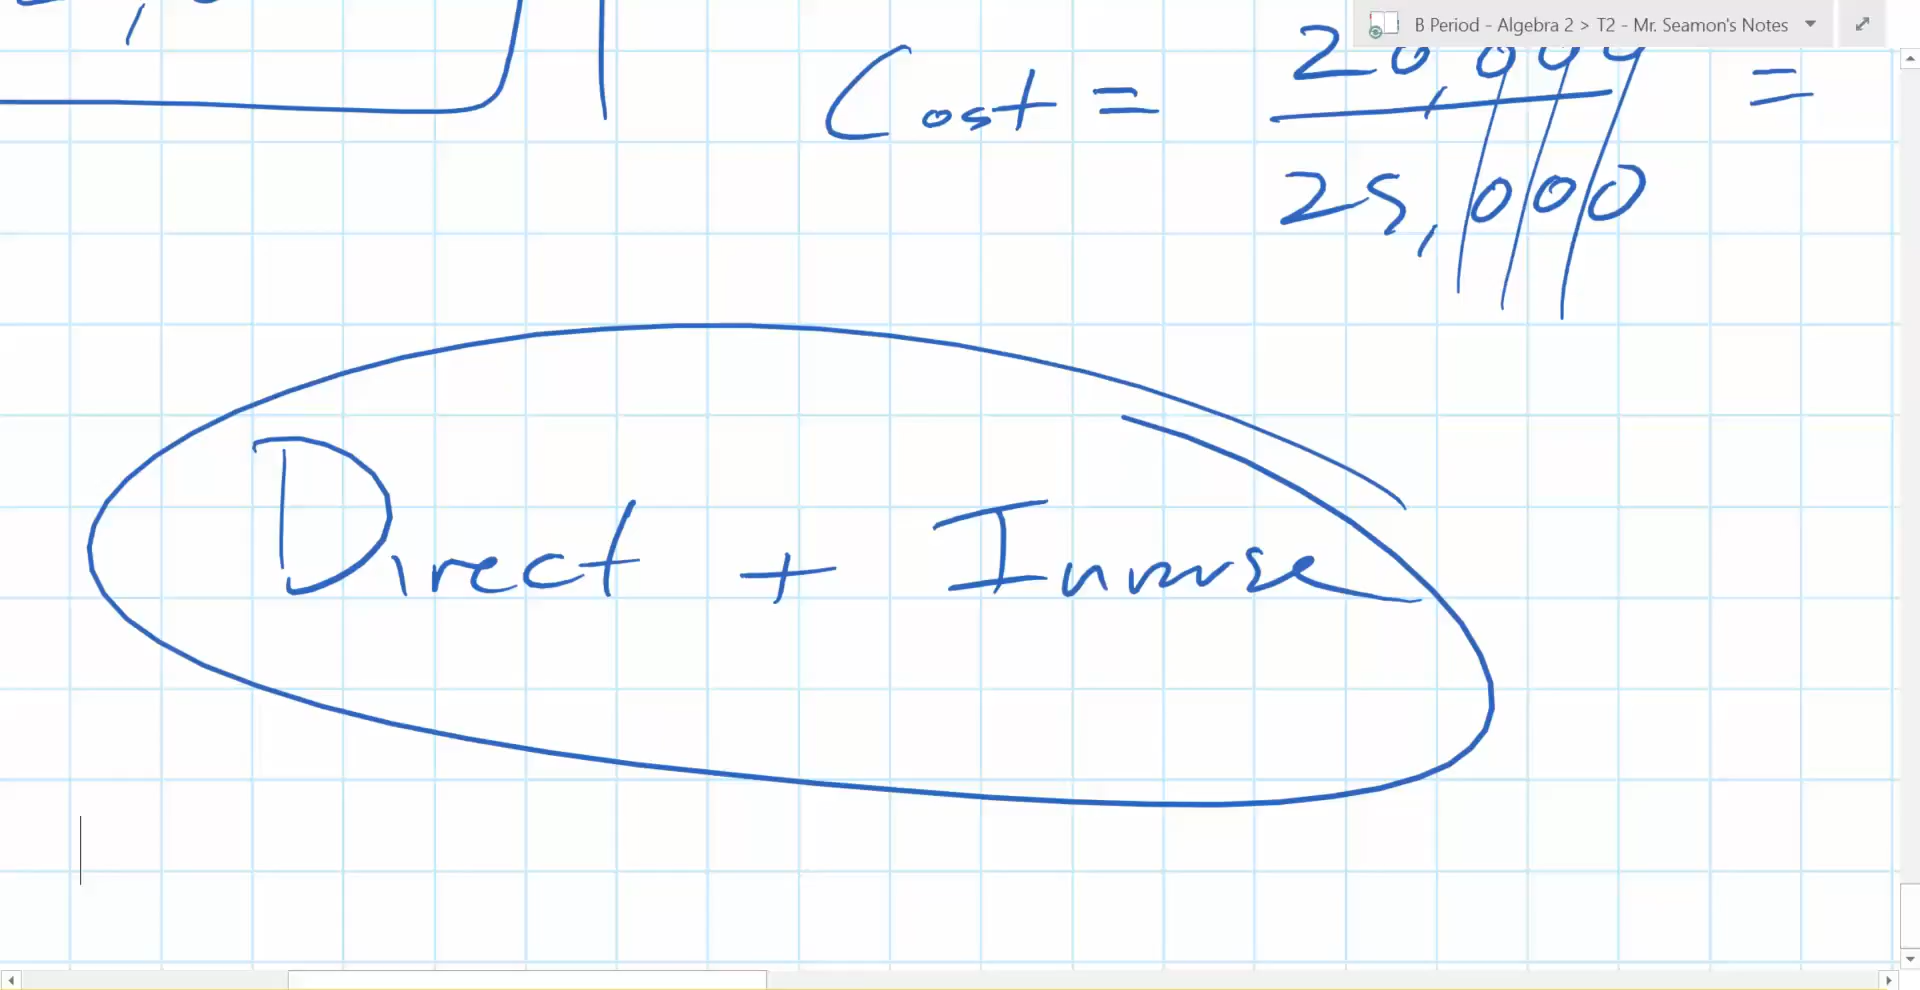 B Period - Algebra 2 > T2 - Mr. Seamon's Notes
Cost = 20,000 =
25,000
Direct + Inverse